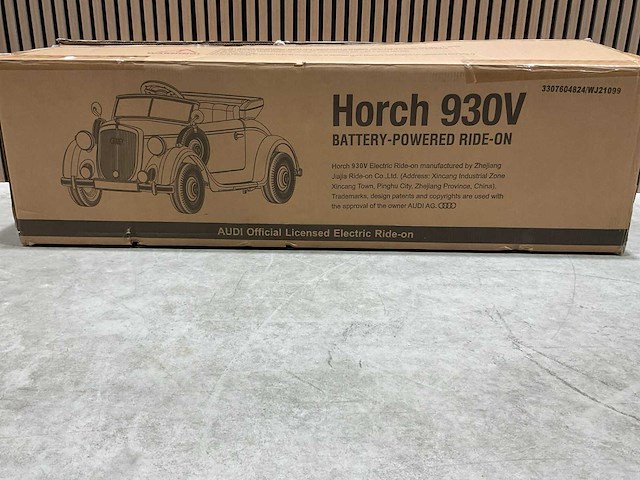 3307604824/WJ21099
Horch 930V
BATTERY-POWERED RIDE-ON
Horch 930V Electric Ride-on manufactured by Zhejiang
Jiajia Ride-on Co.,Ltd. (Address: Xincang Industrial Zone
Xincang Town, Pinghu City, Zhejiang Province, China).
Trademarks, design patents and copyrights are used with
the approval of the owner AUDI AG.
AUDI Official Licensed Electric Ride-on